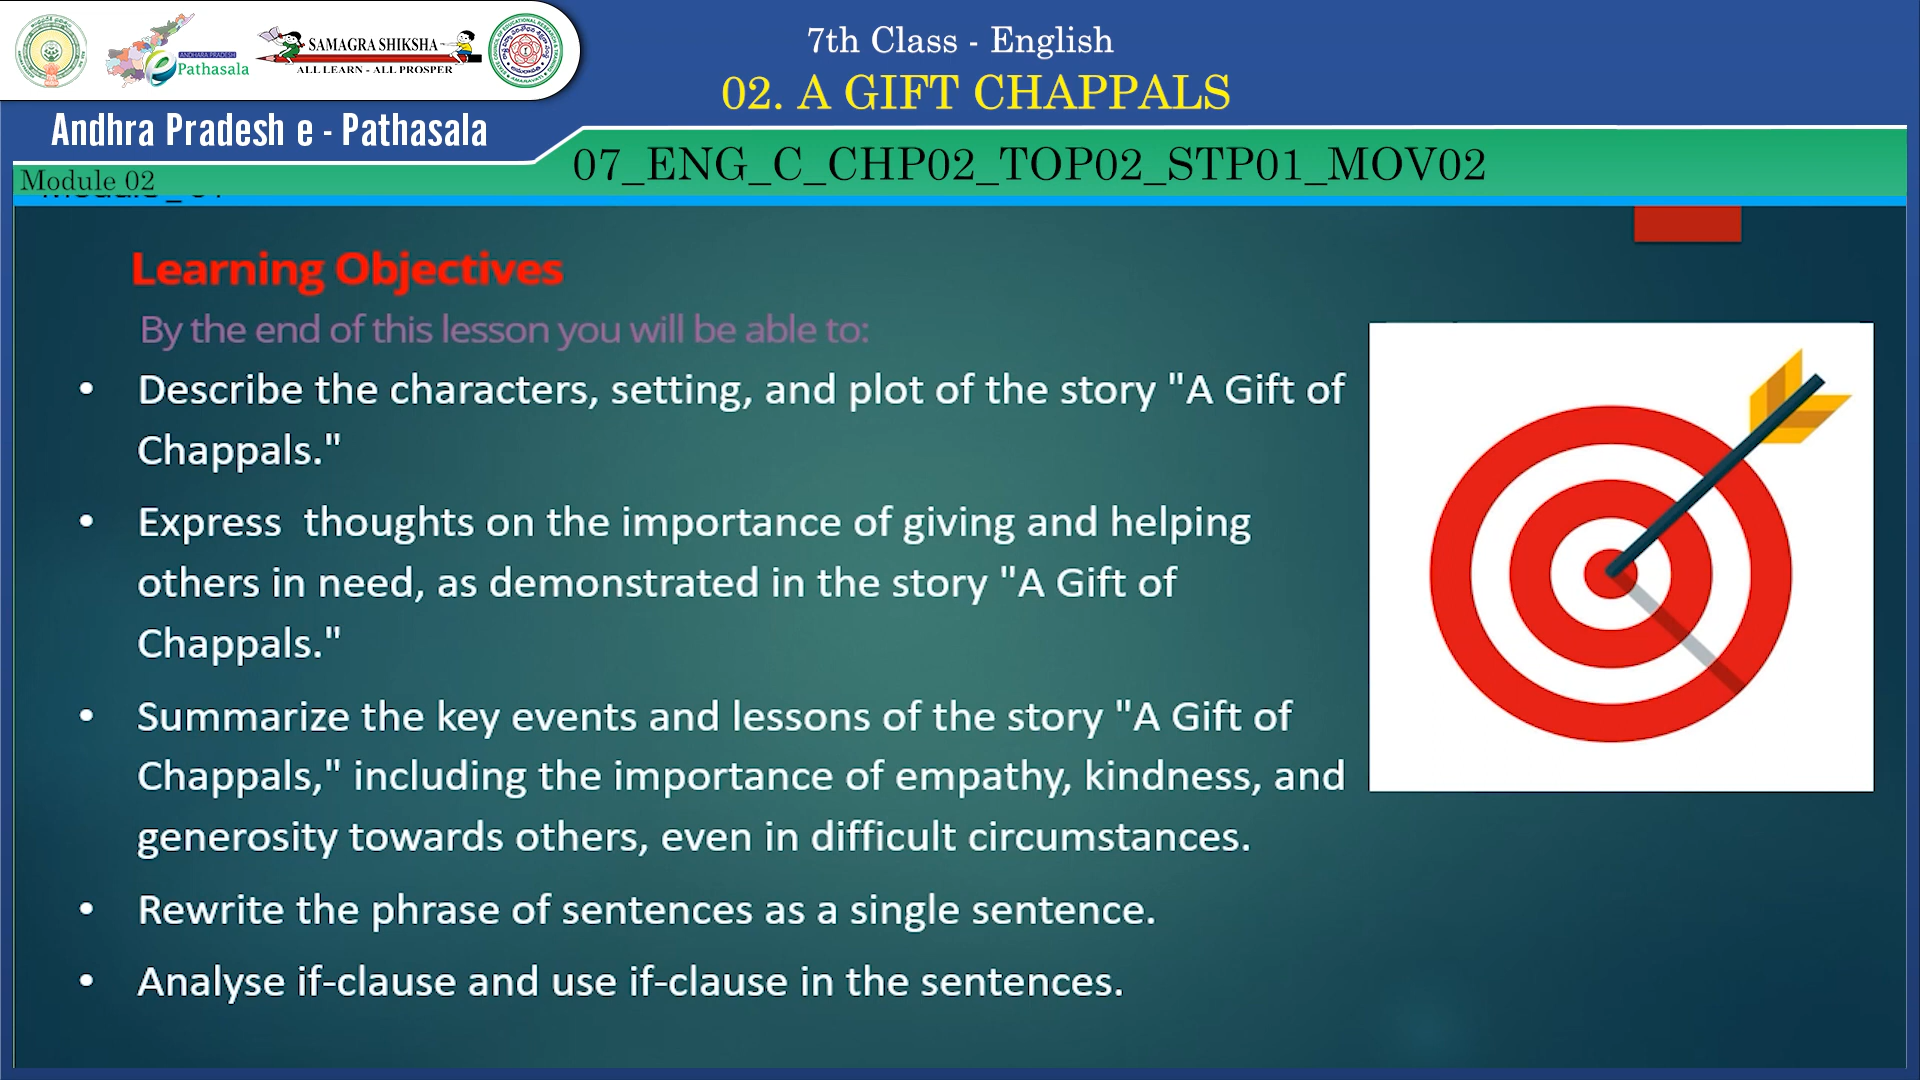 ANDHRA PRADESH
Pathasala
SAMAGRA SHIKSHA
ALL LEARN - ALL PROSPER
Andhra Pradesh e - Pathasala
7th Class - English
02. A GIFT CHAPPALS
07_ENG_C_CHP02_TOP02_STP01_MOV02
Module 02
Learning Objectives
By the end of this lesson you will be able to:
• Describe the characters, setting, and plot of the story "A Gift of
Chappals."
• Express  thoughts on the importance of giving and helping
others in need, as demonstrated in the story "A Gift of
Chappals."
• Summarize the key events and lessons of the story "A Gift of
Chappals," including the importance of empathy, kindness, and
generosity towards others, even in difficult circumstances.
• Rewrite the phrase of sentences as a single sentence.
• Analyse if-clause and use if-clause in the sentences.